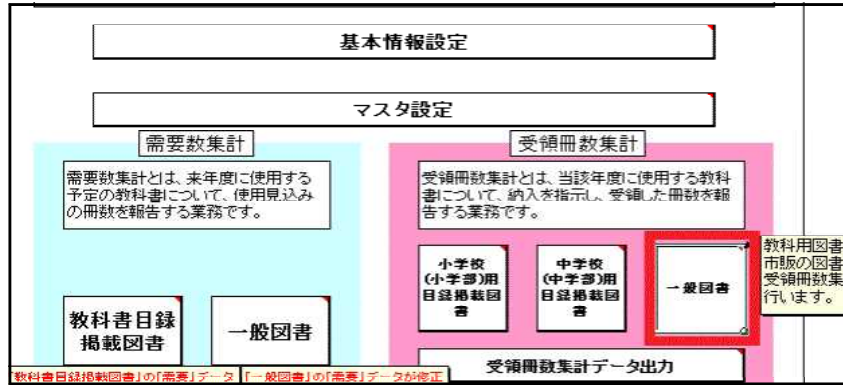 基本情報設定
マスタ設定
需要数集計
需要数集計とは、来年度に使用する
予定の教科書について、使用見込み
の冊数を報告する業務です。
教科書目録
掲載図書
一般図書
「教科書目録掲載図書」の「需要」データ
「一般図書」の「需要」データが修正
受領冊数集計
受領冊数集計とは、当該年度に使用する教科
書について、納入を指示し、受領した冊数を報
告する業務です。
小学校
(小学部)用
目録掲載図
書
中学校
(中学部)用
目録掲載図
書
一般図書
教科用図書
市販の図書
受領冊数集
行います。
受領冊数集計データ出力